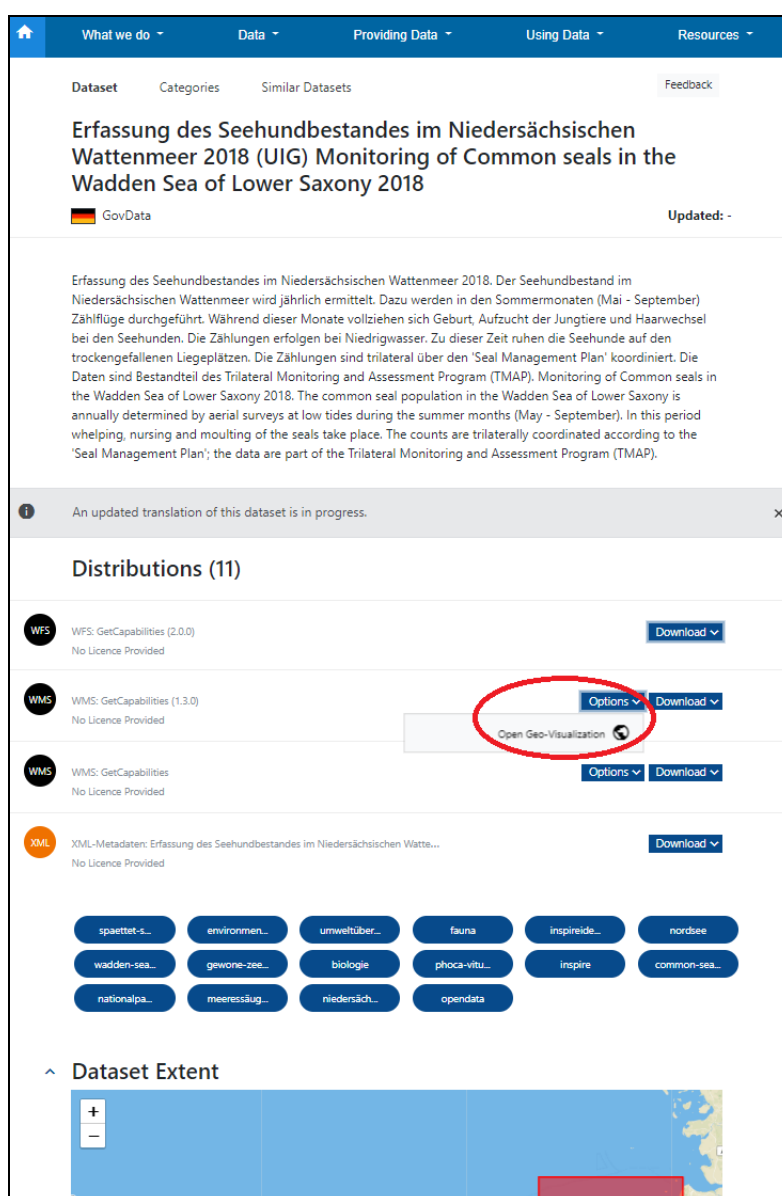 What we do Data Providing Data Using Data Resources
Dataset Categories Similar Datasets Feedback
Erfassung des Seehundbestandes im Niedersächsischen
Wattenmeer 2018 (UIG) Monitoring of Common seals in the
Wadden Sea of Lower Saxony 2018
GovData Updated: -
Erfassung des Seehundbestandes im Niedersächsischen Wattenmeer 2018. Der Seehundbestand im
Niedersächsischen Wattenmeer wird jährlich ermittelt. Dazu werden in den Sommermonaten (Mai - September)
Zählflüge durchgeführt. Während dieser Monate vollziehen sich Geburt, Aufzucht der Jungtiere und Haarwechsel
bei den Seehunden. Die Zählungen erfolgen bei Niedrigwasser. Zu dieser Zeit ruhen die Seehunde auf den
trockengefallenen Liegeplätzen. Die Zählungen sind trilateral über den 'Seal Management Plan' koordiniert. Die
Daten sind Bestandteil des Trilateral Monitoring and Assessment Program (TMAP). Monitoring of Common seals in
the Wadden Sea of Lower Saxony 2018. The common seal population in the Wadden Sea of Lower Saxony is
annually determined by aerial surveys at low tides during the summer months (May - September). In this period
whelping, nursing and moulting of the seals take place. The counts are trilaterally coordinated according to the
'Seal Management Plan'; the data are part of the Trilateral Monitoring and Assessment Program (TMAP).
An updated translation of this dataset is in progress.
Distributions (11)
WFS WFS: GetCapabilities (2.0.0) Download
No Licence Provided
WMS WMS: GetCapabilities (1.3.0) Options Download
No Licence Provided
Open Geo-Visualization
WMS WMS: GetCapabilities Options Download
No Licence Provided
XML XML-Metadaten: Erfassung des Seehundbestandes im Niedersächsischen Watte... Download
No Licence Provided
spaettet-s... environmen... umweltüber... fauna inspireide... nordsee
wadden-sea... gewone-zee... biologie phoca-vitu... inspire common-sea...
nationalpa... meeressäug... niedersäch... opendata
Dataset Extent
+
−